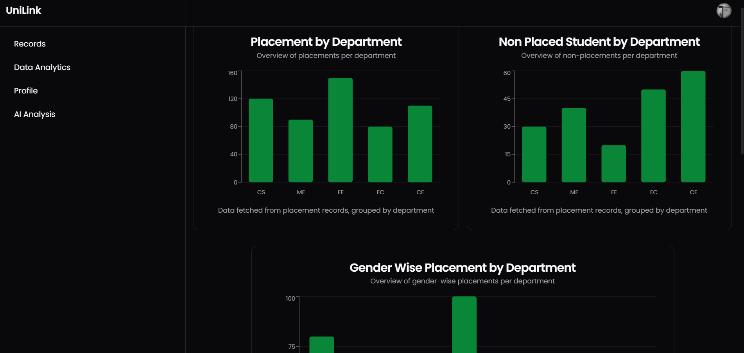 UniLink
Records
Data Analytics
Profile
AI Analysis
Placement by Department
Overview of placements per department
160
120
80
40
0
CS
ME
EE
EC
CE
Data fetched from placement records, grouped by department
Non Placed Student by Department
Overview of non-placements per department
60
45
30
15
0
CS
ME
EE
EC
CE
Data fetched from placement records, grouped by department
Gender Wise Placement by Department
Overview of gender-wise placements per department
100
75